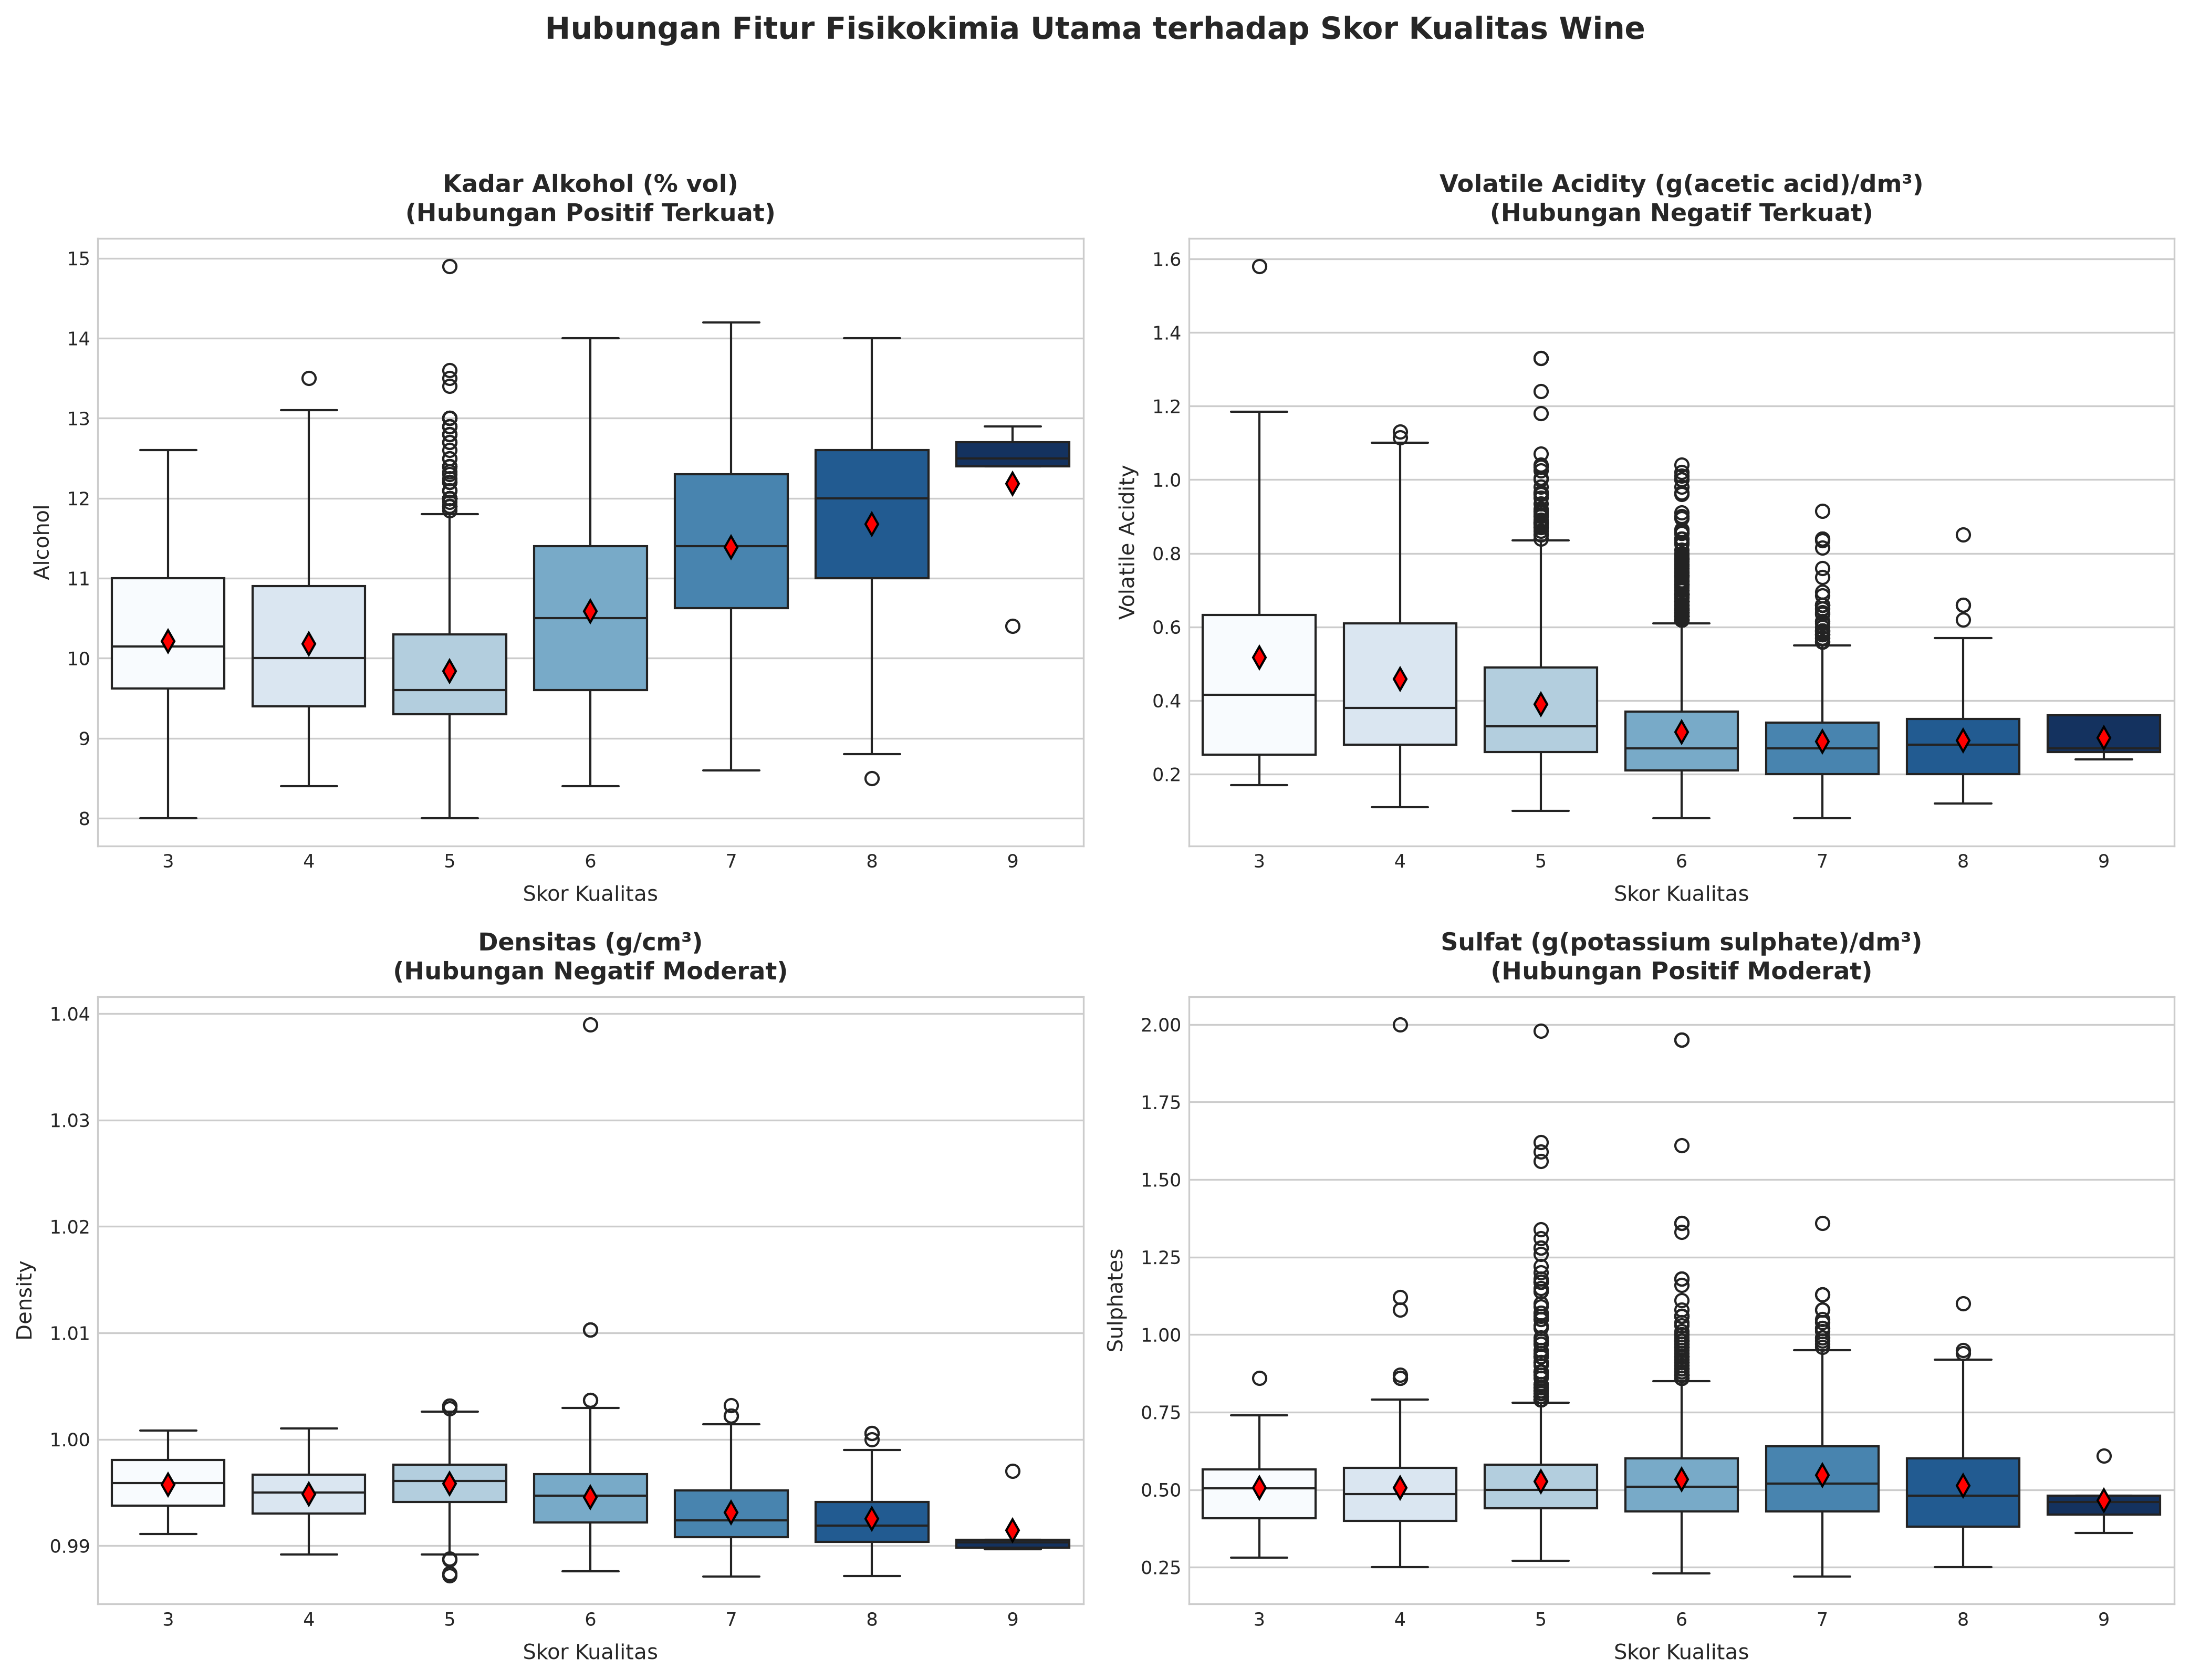 Hubungan Fitur Fisikokimia Utama terhadap Skor Kualitas Wine
Kadar Alkohol (% vol)
(Hubungan Positif Terkuat)
Alcohol
15
14
13
12
11
10
9
8
3 4 5 6 7 8 9
Skor Kualitas
Volatile Acidity (g(acetic acid)/dm³)
(Hubungan Negatif Terkuat)
Volatile Acidity
1.6
1.4
1.2
1.0
0.8
0.6
0.4
0.2
3 4 5 6 7 8 9
Skor Kualitas
Densitas (g/cm³)
(Hubungan Negatif Moderat)
Density
1.04
1.03
1.02
1.01
1.00
0.99
3 4 5 6 7 8 9
Skor Kualitas
Sulfat (g(potassium sulphate)/dm³)
(Hubungan Positif Moderat)
Sulphates
2.00
1.75
1.50
1.25
1.00
0.75
0.50
0.25
3 4 5 6 7 8 9
Skor Kualitas